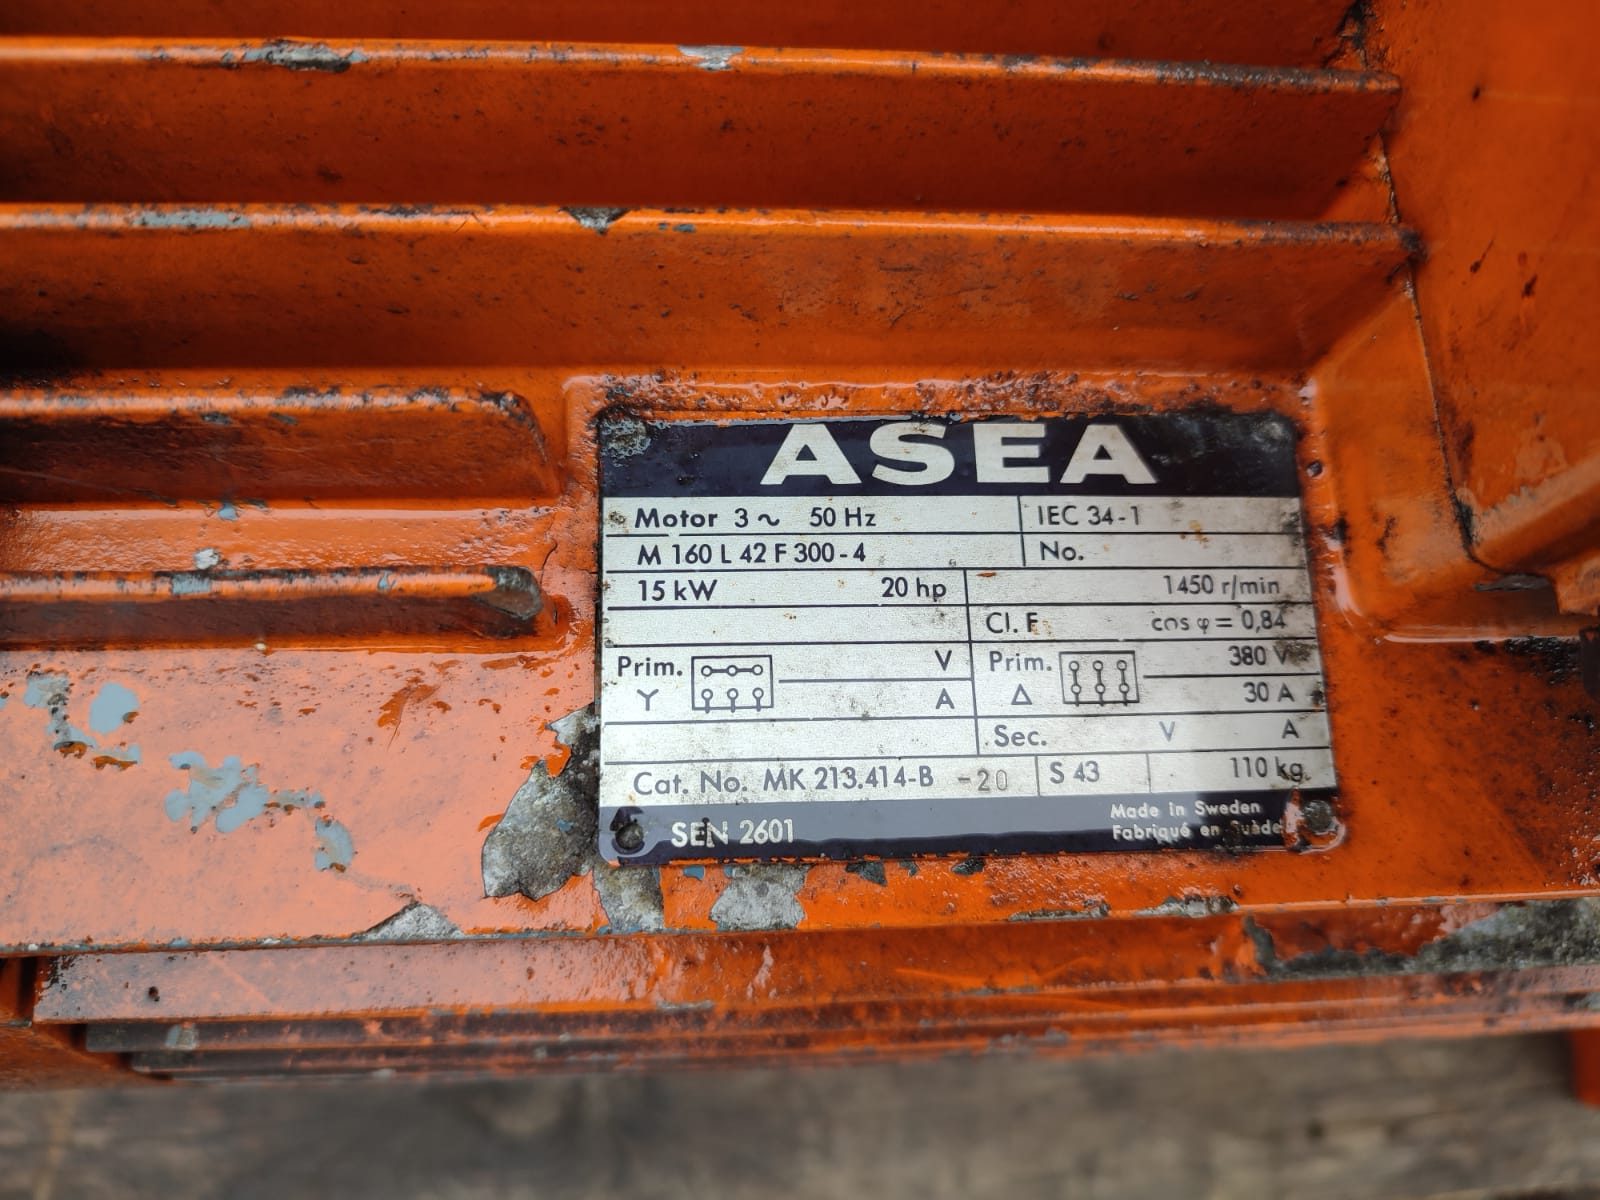 ASEA
Motor 3 ~ 50 Hz IEC 34-1
M 160 L 42 F 300-4 No.
15 kW 20 hp 1450 r/min
Cl. F cos φ = 0,84
Prim. V Prim. 380 V
Y A Δ 30 A
Sec. V A
Cat. No. MK 213.414-B -20 S 43 110 kg
SEN 2601 Made in Sweden
Fabriqué en Suède